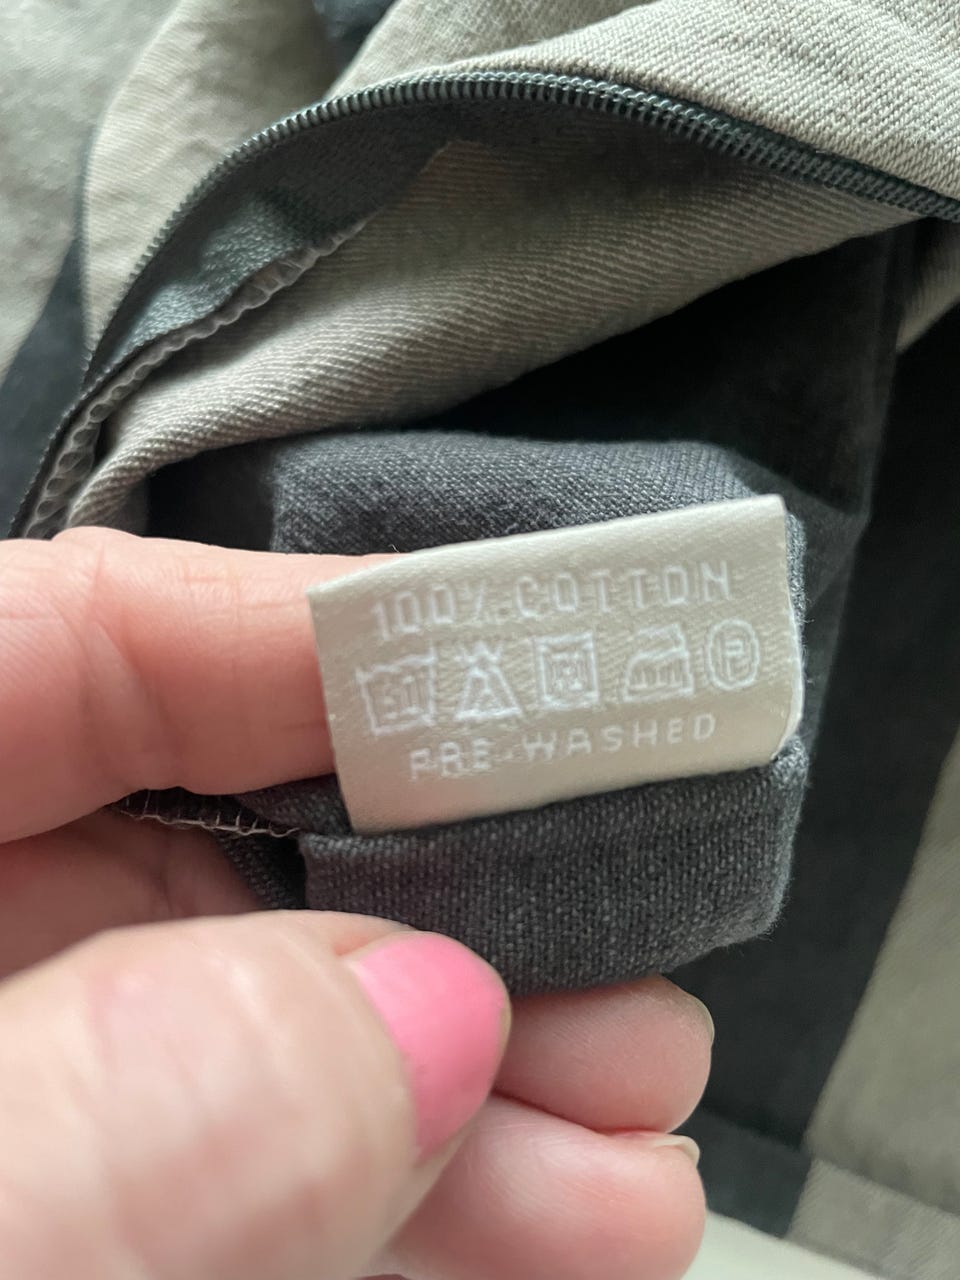 100% COTTON
P
PRE-WASHED